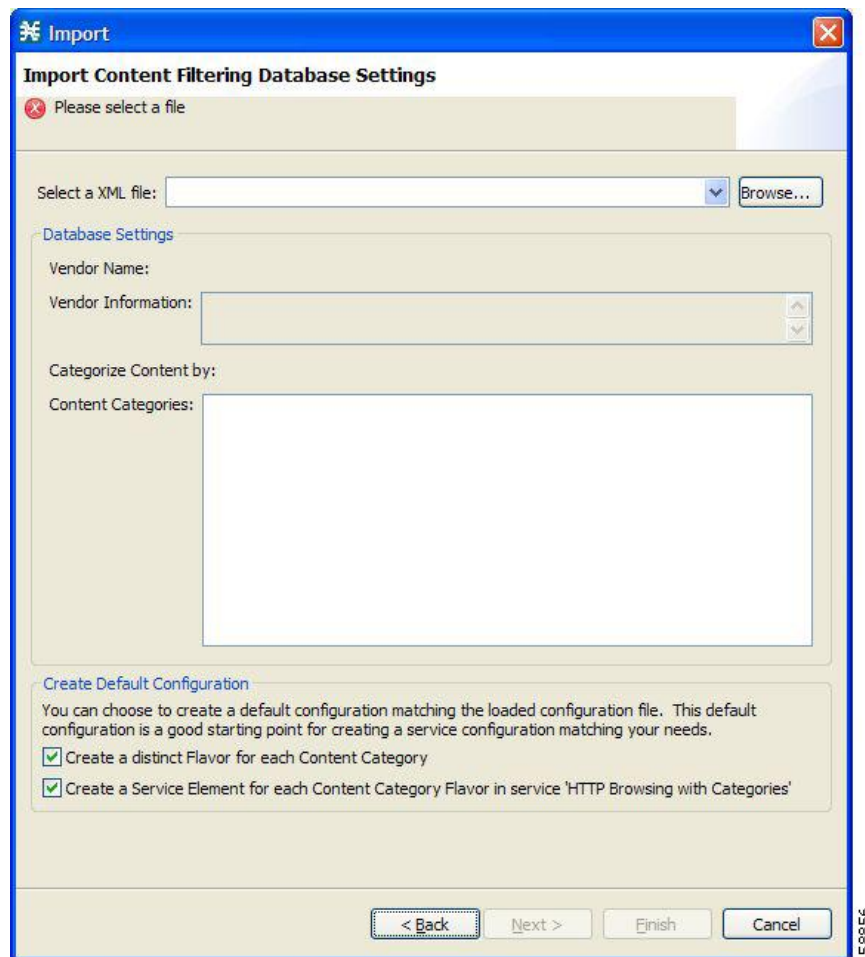 Import
Import Content Filtering Database Settings
Please select a file
Select a XML file:
Browse...
Database Settings
Vendor Name:
Vendor Information:
Categorize Content by:
Content Categories:
Create Default Configuration
You can choose to create a default configuration matching the loaded configuration file. This default
configuration is a good starting point for creating a service configuration matching your needs.
Create a distinct Flavor for each Content Category
Create a Service Element for each Content Category Flavor in service 'HTTP Browsing with Categories'
< Back
Next >
Finish
Cancel